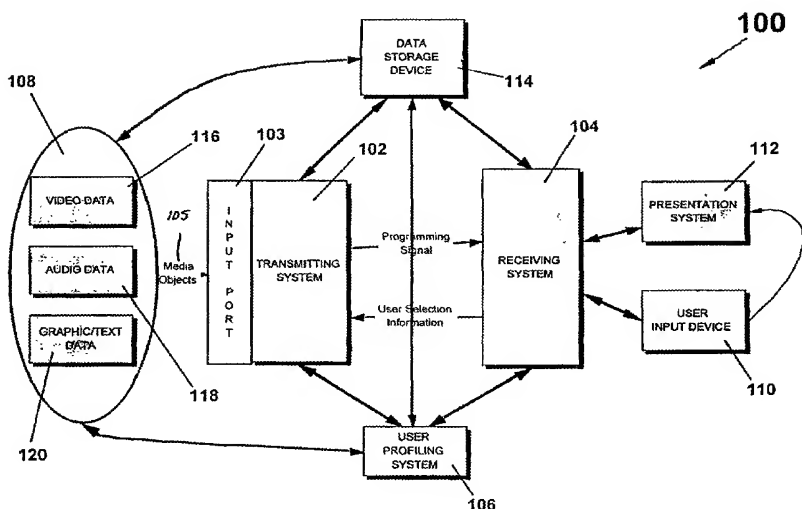 100
DATA
STORAGE
DEVICE
114
108
116
103
102
104
112
VIDEO DATA
105
AUDIO DATA
Media
Objects
GRAPHIC/TEXT
DATA
118
120
INPUT PORT
TRANSMITTING
SYSTEM
Programming
Signal
User Selection
Information
RECEIVING
SYSTEM
PRESENTATION
SYSTEM
USER
INPUT DEVICE
110
USER
PROFILING
SYSTEM
106